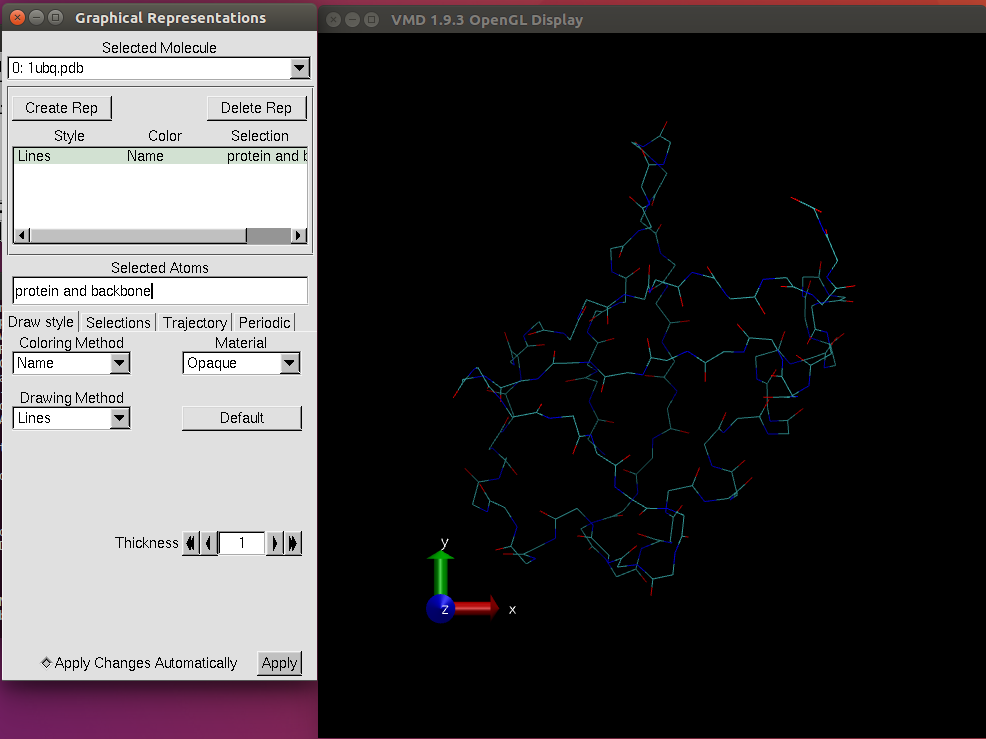 Graphical Representations
VMD 1.9.3 OpenGL Display
Selected Molecule
0: 1ubq.pdb
Create Rep
Delete Rep
Style Color Selection
Lines Name protein and b
Selected Atoms
protein and backbone
Draw style Selections Trajectory Periodic
Coloring Method Material
Name Opaque
Drawing Method
Lines Default
Thickness 1
Apply Changes Automatically Apply
y
z x